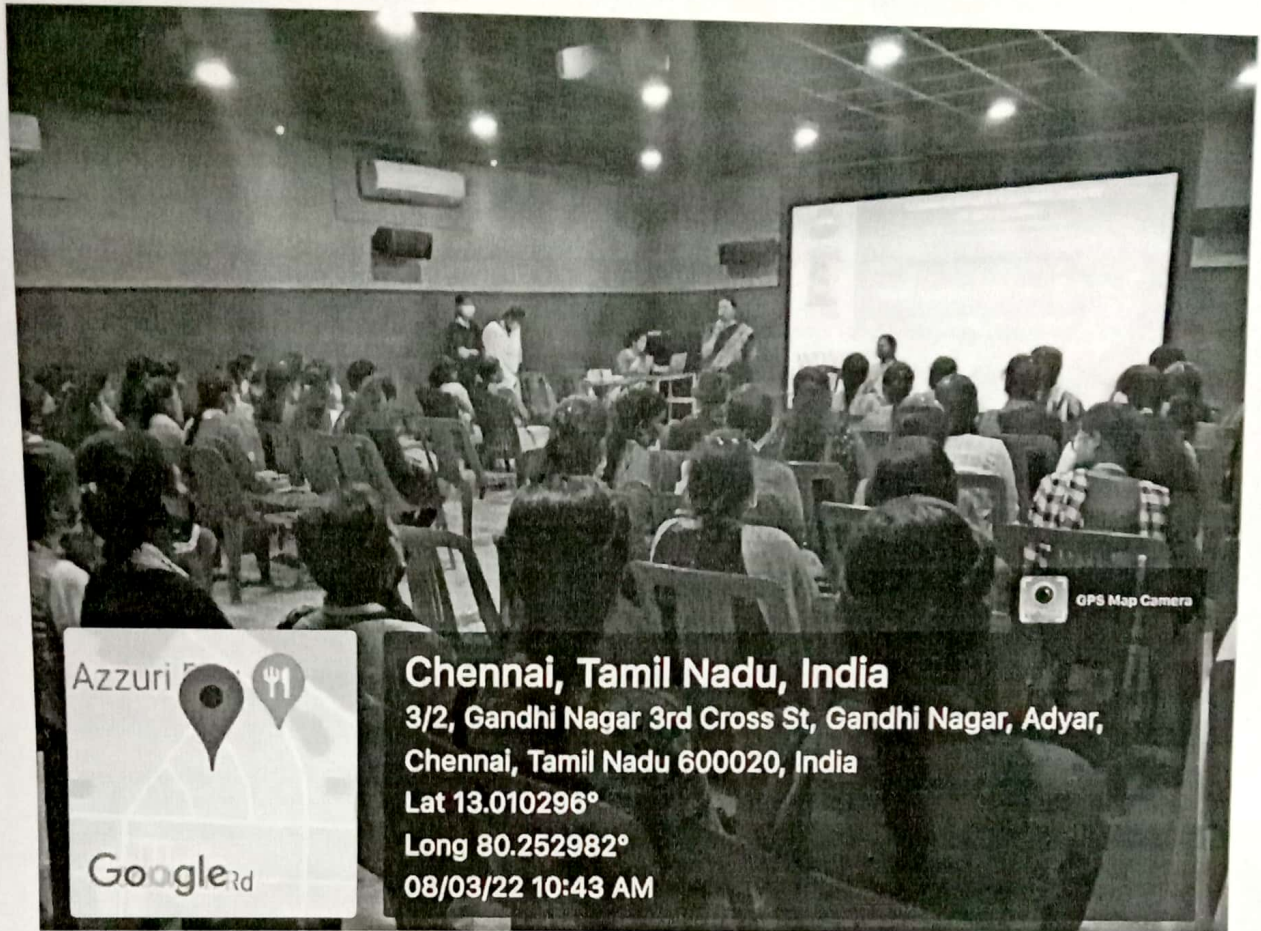 GPS Map Camera
Azzuri
Chennai, Tamil Nadu, India
3/2, Gandhi Nagar 3rd Cross St, Gandhi Nagar, Adyar,
Chennai, Tamil Nadu 600020, India
Lat 13.010296°
Long 80.252982°
08/03/22 10:43 AM
Google
Rd